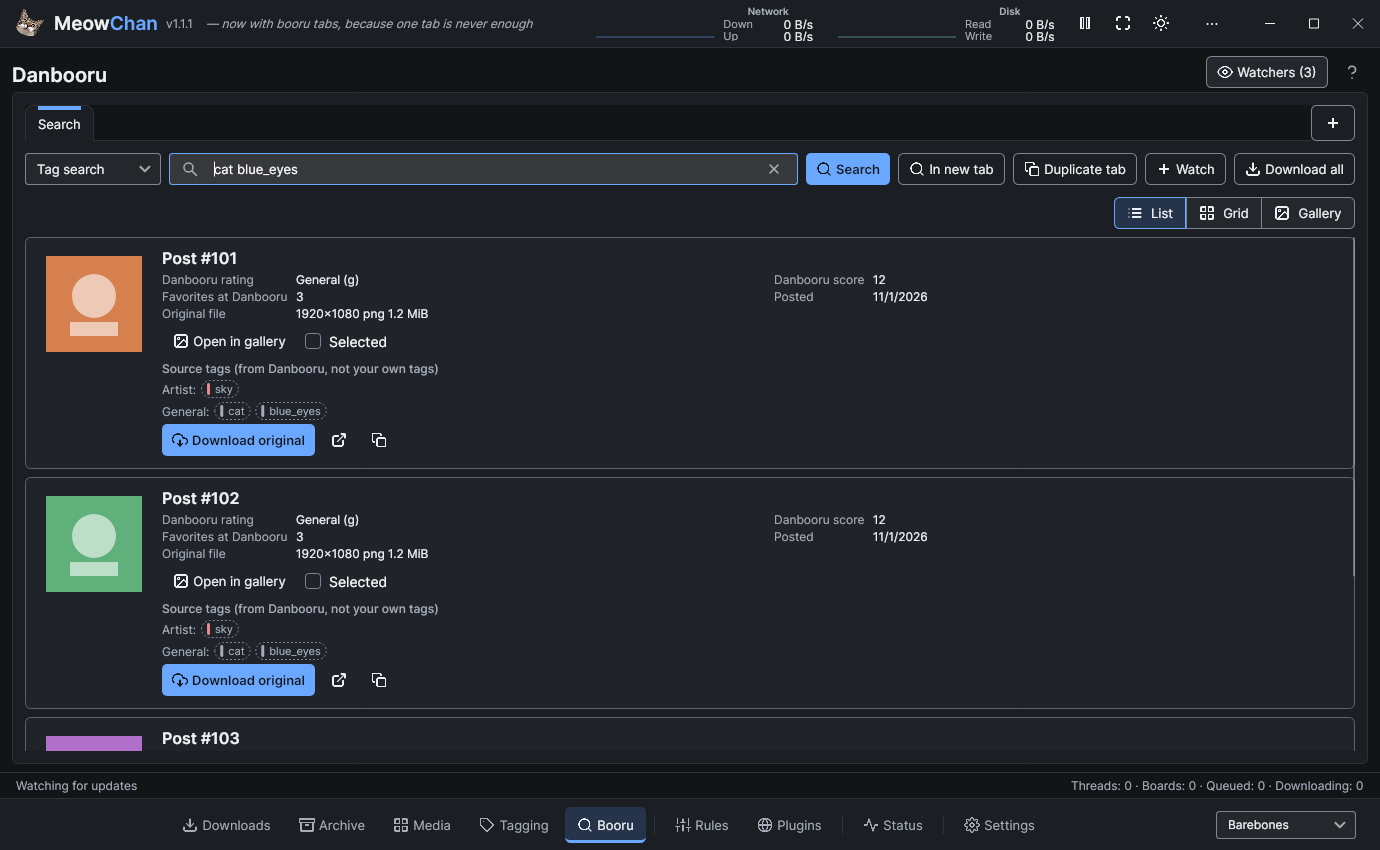 MeowChan v1.1.1 — now with booru tabs, because one tab is never enough
Network
Down 0 B/s
Up 0 B/s
Disk
Read 0 B/s
Write 0 B/s
Danbooru
Watchers (3)
?
Search
+
Tag search
cat blue_eyes
Search
In new tab
Duplicate tab
+ Watch
Download all
List
Grid
Gallery
Post #101
Danbooru rating General (g)
Danbooru score 12
Favorites at Danbooru 3
Posted 11/1/2026
Original file 1920×1080 png 1.2 MiB
Open in gallery
Selected
Source tags (from Danbooru, not your own tags)
Artist: sky
General: cat blue_eyes
Download original
Post #102
Danbooru rating General (g)
Danbooru score 12
Favorites at Danbooru 3
Posted 11/1/2026
Original file 1920×1080 png 1.2 MiB
Open in gallery
Selected
Source tags (from Danbooru, not your own tags)
Artist: sky
General: cat blue_eyes
Download original
Post #103
Watching for updates
Threads: 0 · Boards: 0 · Queued: 0 · Downloading: 0
Downloads
Archive
Media
Tagging
Booru
Rules
Plugins
Status
Settings
Barebones